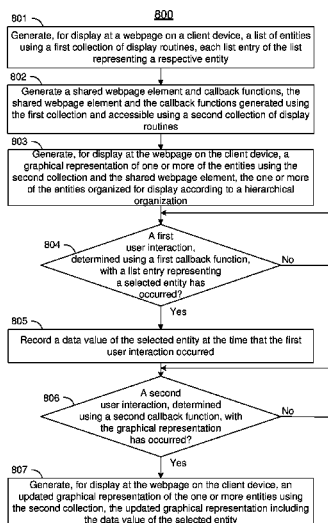 800
801
Generate, for display at a webpage on a client device, a list of entities
using a first collection of display routines, each list entry of the list
representing a respective entity
802
Generate a shared webpage element and callback functions, the
shared webpage element and the callback functions generated using
the first collection and accessible using a second collection of display
routines
803
Generate, for display at the webpage on the client device, a
graphical representation of one or more of the entities using the
second collection and the shared webpage element, the one or more
of the entities organized for display according to a hierarchical
organization
804
A first
user interaction,
determined using a first callback function,
with a list entry representing
a selected entity has
occurred?
No
Yes
805
Record a data value of the selected entity at the time that the first
user interaction occurred
806
A second
user interaction, determined
using a second callback function, with
the graphical representation
has occurred?
No
Yes
807
Generate, for display at the webpage on the client device, an
updated graphical representation of the one or more entities using
the second collection, the updated graphical representation including
the data value of the selected entity